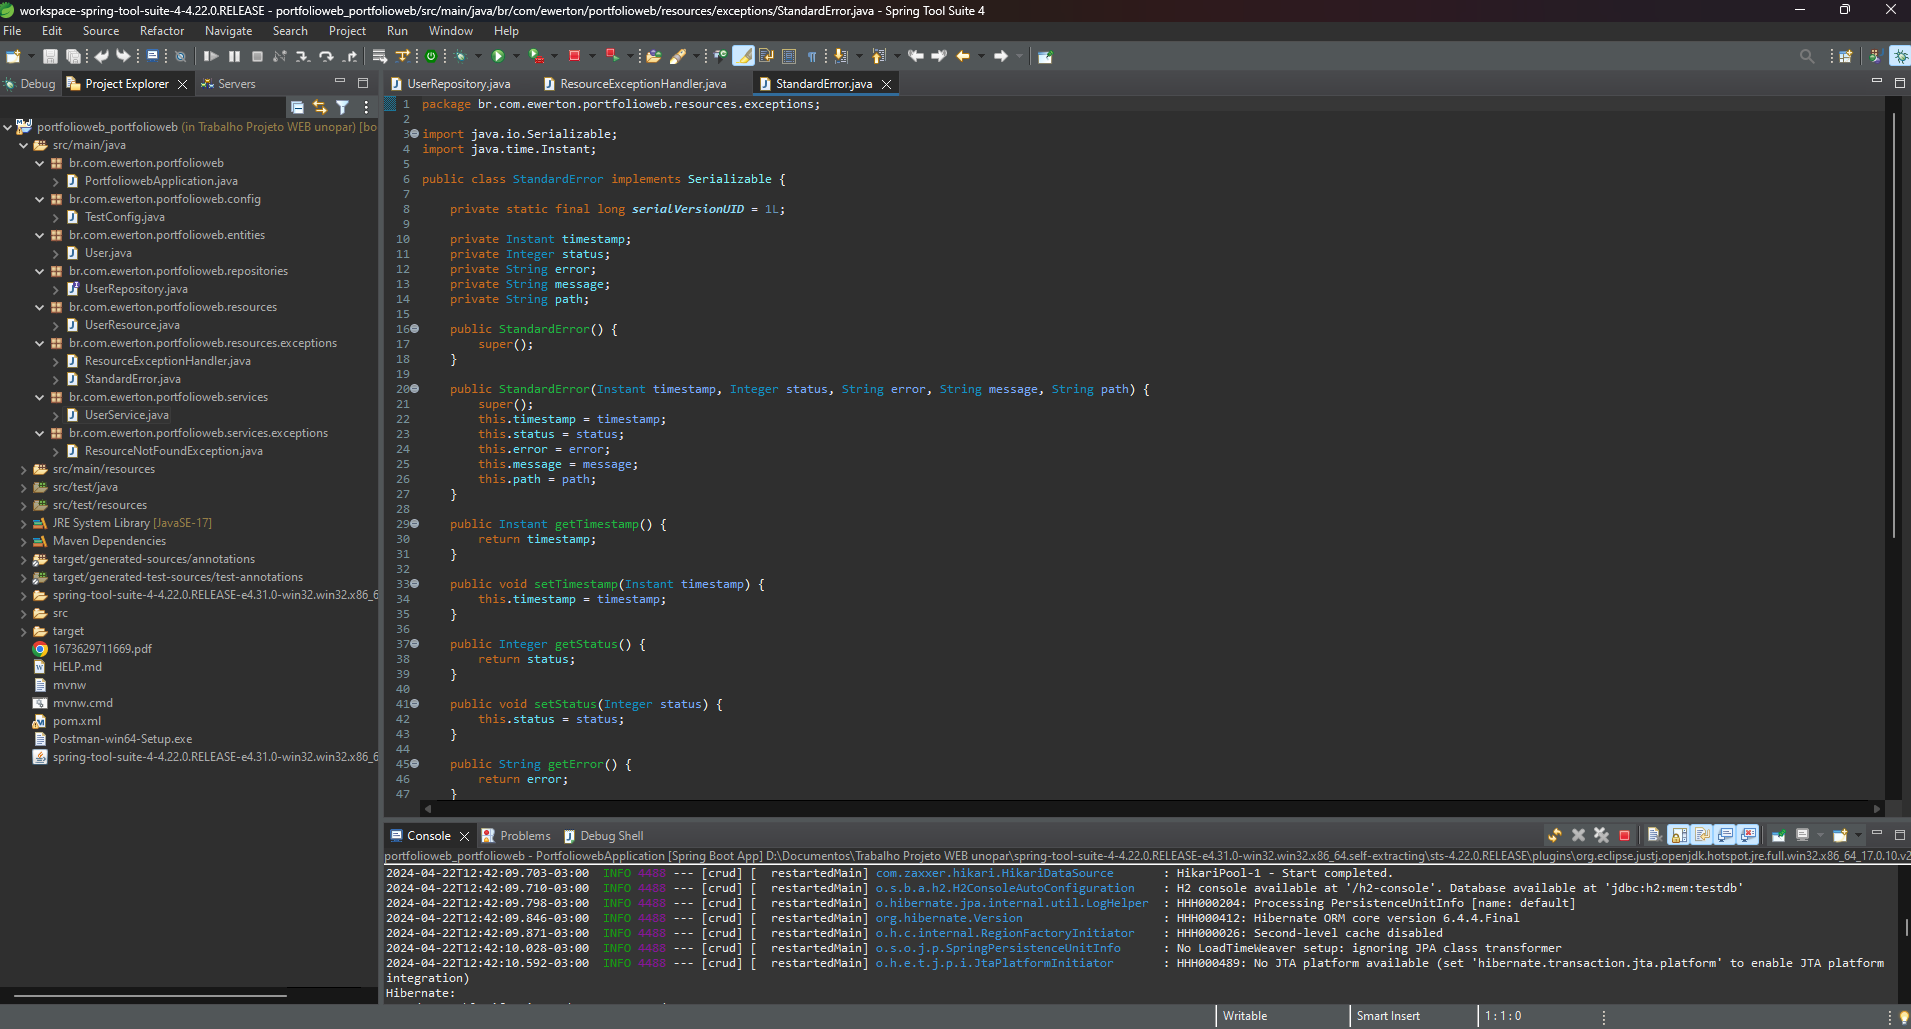 workspace-spring-tool-suite-4-4.22.0.RELEASE - portfolioweb_portfolioweb/src/main/java/br/com/ewerton/portfolioweb/resources/exceptions/StandardError.java - Spring Tool Suite 4
File Edit Source Refactor Navigate Search Project Run Window Help
Debug Project Explorer Servers
portfolioweb_portfolioweb (in Trabalho Projeto WEB unopar) [bo
src/main/java
br.com.ewerton.portfolioweb
PortfoliowebApplication.java
br.com.ewerton.portfolioweb.config
TestConfig.java
br.com.ewerton.portfolioweb.entities
User.java
br.com.ewerton.portfolioweb.repositories
UserRepository.java
br.com.ewerton.portfolioweb.resources
UserResource.java
br.com.ewerton.portfolioweb.resources.exceptions
ResourceExceptionHandler.java
StandardError.java
br.com.ewerton.portfolioweb.services
UserService.java
br.com.ewerton.portfolioweb.services.exceptions
ResourceNotFoundException.java
src/main/resources
src/test/java
src/test/resources
JRE System Library [JavaSE-17]
Maven Dependencies
target/generated-sources/annotations
target/generated-test-sources/test-annotations
spring-tool-suite-4-4.22.0.RELEASE-e4.31.0-win32.win32.x86_6
src
target
1673629711669.pdf
HELP.md
mvnw
mvnw.cmd
pom.xml
Postman-win64-Setup.exe
spring-tool-suite-4-4.22.0.RELEASE-e4.31.0-win32.win32.x86_6
UserRepository.java ResourceExceptionHandler.java StandardError.java
1 package br.com.ewerton.portfolioweb.resources.exceptions;
2
3 import java.io.Serializable;
4 import java.time.Instant;
5
6 public class StandardError implements Serializable {
7
8 private static final long serialVersionUID = 1L;
9
10 private Instant timestamp;
11 private Integer status;
12 private String error;
13 private String message;
14 private String path;
15
16 public StandardError() {
17 super();
18 }
19
20 public StandardError(Instant timestamp, Integer status, String error, String message, String path) {
21 super();
22 this.timestamp = timestamp;
23 this.status = status;
24 this.error = error;
25 this.message = message;
26 this.path = path;
27 }
28
29 public Instant getTimestamp() {
30 return timestamp;
31 }
32
33 public void setTimestamp(Instant timestamp) {
34 this.timestamp = timestamp;
35 }
36
37 public Integer getStatus() {
38 return status;
39 }
40
41 public void setStatus(Integer status) {
42 this.status = status;
43 }
44
45 public String getError() {
46 return error;
47 }
Console Problems Debug Shell
portfolioweb_portfolioweb - PortfoliowebApplication [Spring Boot App] D:\Documentos\Trabalho Projeto WEB unopar\spring-tool-suite-4-4.22.0.RELEASE-e4.31.0-win32.win32.x86_64.self-extracting\sts-4.22.0.RELEASE\plugins\org.eclipse.justj.openjdk.hotspot.jre.full.win32.x86_64_17.0.10.v2
2024-04-22T12:42:09.703-03:00 INFO 4488 --- [crud] [ restartedMain] com.zaxxer.hikari.HikariDataSource : HikariPool-1 - Start completed.
2024-04-22T12:42:09.710-03:00 INFO 4488 --- [crud] [ restartedMain] o.s.b.a.h2.H2ConsoleAutoConfiguration : H2 console available at '/h2-console'. Database available at 'jdbc:h2:mem:testdb'
2024-04-22T12:42:09.798-03:00 INFO 4488 --- [crud] [ restartedMain] o.hibernate.jpa.internal.util.LogHelper : HHH000204: Processing PersistenceUnitInfo [name: default]
2024-04-22T12:42:09.846-03:00 INFO 4488 --- [crud] [ restartedMain] org.hibernate.Version : HHH000412: Hibernate ORM core version 6.4.4.Final
2024-04-22T12:42:09.871-03:00 INFO 4488 --- [crud] [ restartedMain] o.h.c.internal.RegionFactoryInitiator : HHH000026: Second-level cache disabled
2024-04-22T12:42:10.028-03:00 INFO 4488 --- [crud] [ restartedMain] o.s.o.j.p.SpringPersistenceUnitInfo : No LoadTimeWeaver setup: ignoring JPA class transformer
2024-04-22T12:42:10.592-03:00 INFO 4488 --- [crud] [ restartedMain] o.h.e.t.j.p.i.JtaPlatformInitiator : HHH000489: No JTA platform available (set 'hibernate.transaction.jta.platform' to enable JTA platform
integration)
Hibernate:
Writable Smart Insert 1 : 1 : 0